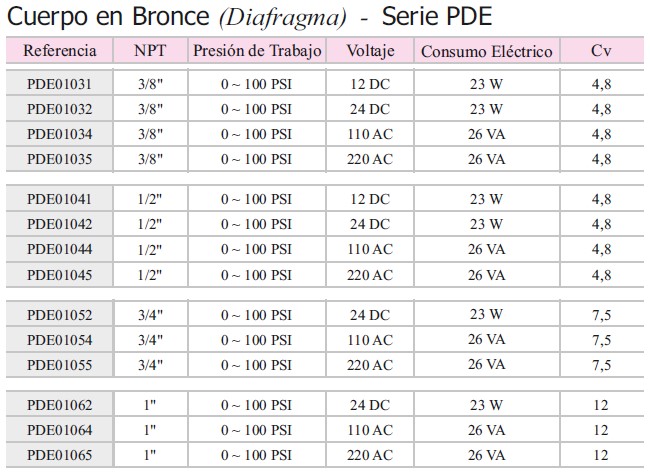 Cuerpo en Bronce (Diafragma) - Serie PDE
Referencia NPT Presión de Trabajo Voltaje Consumo Eléctrico Cv
PDE01031 3/8" 0 ~ 100 PSI 12 DC 23 W 4,8
PDE01032 3/8" 0 ~ 100 PSI 24 DC 23 W 4,8
PDE01034 3/8" 0 ~ 100 PSI 110 AC 26 VA 4,8
PDE01035 3/8" 0 ~ 100 PSI 220 AC 26 VA 4,8
PDE01041 1/2" 0 ~ 100 PSI 12 DC 23 W 4,8
PDE01042 1/2" 0 ~ 100 PSI 24 DC 23 W 4,8
PDE01044 1/2" 0 ~ 100 PSI 110 AC 26 VA 4,8
PDE01045 1/2" 0 ~ 100 PSI 220 AC 26 VA 4,8
PDE01052 3/4" 0 ~ 100 PSI 24 DC 23 W 7,5
PDE01054 3/4" 0 ~ 100 PSI 110 AC 26 VA 7,5
PDE01055 3/4" 0 ~ 100 PSI 220 AC 26 VA 7,5
PDE01062 1" 0 ~ 100 PSI 24 DC 23 W 12
PDE01064 1" 0 ~ 100 PSI 110 AC 26 VA 12
PDE01065 1" 0 ~ 100 PSI 220 AC 26 VA 12